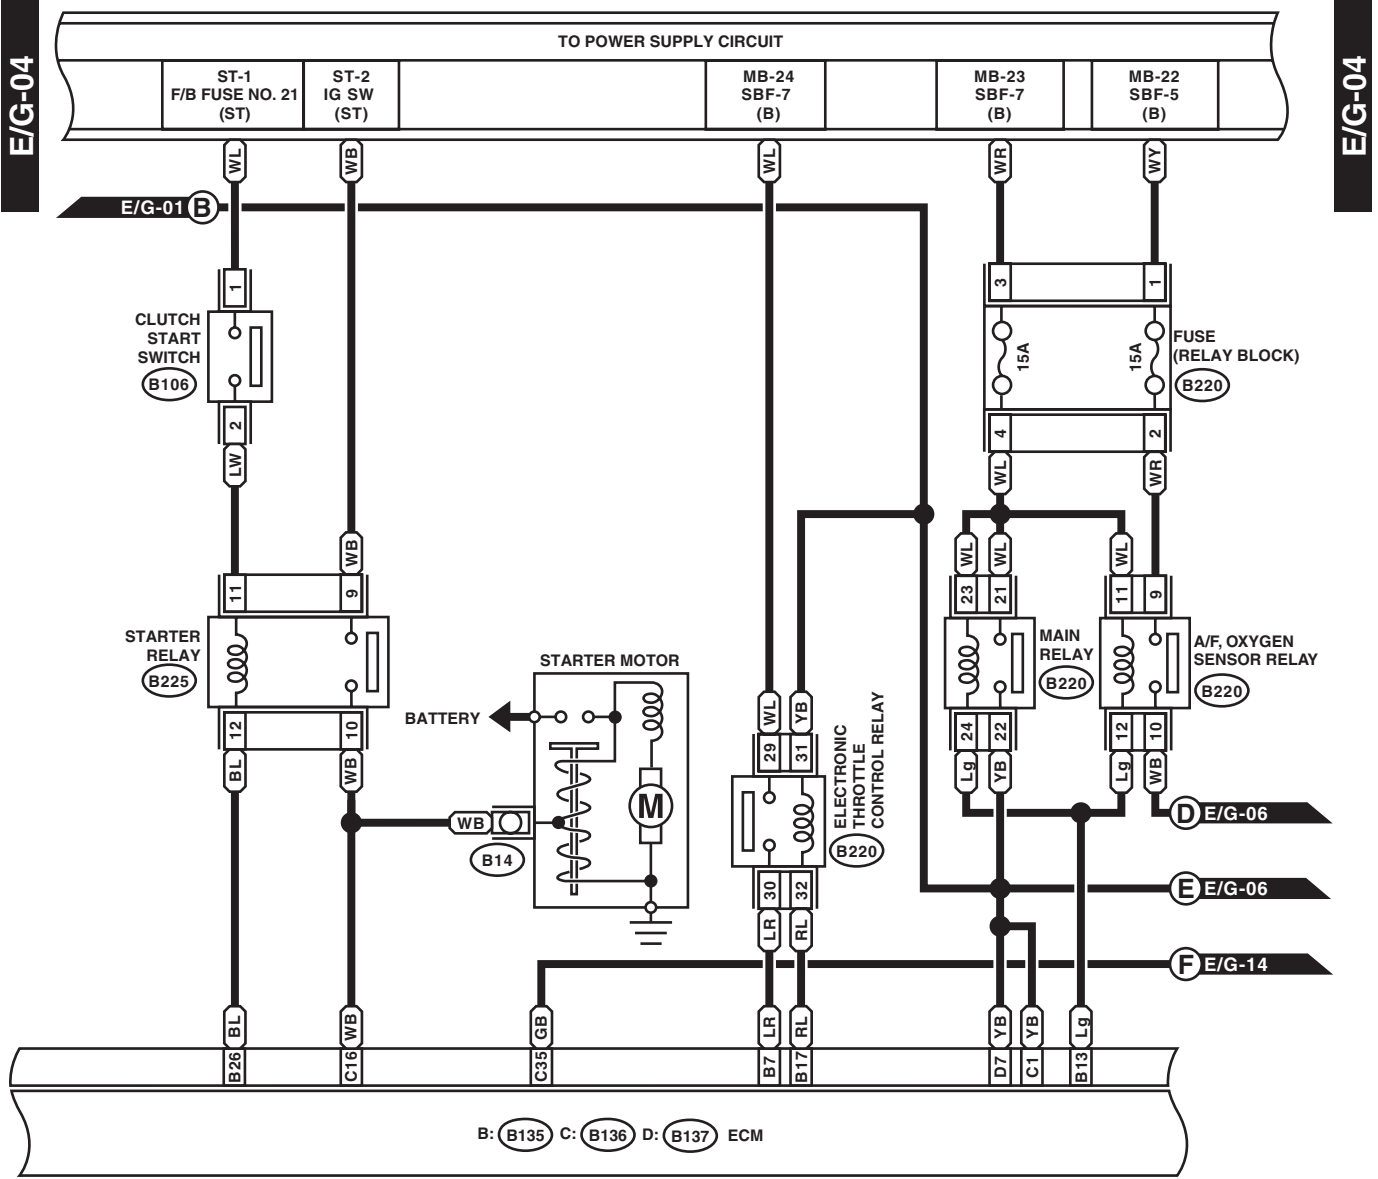 E/G-04
E/G-04
TO POWER SUPPLY CIRCUIT
ST-1
F/B FUSE NO. 21
(ST)
ST-2
IG SW
(ST)
MB-24
SBF-7
(B)
MB-23
SBF-7
(B)
MB-22
SBF-5
(B)
WL
WB
WL
WR
WY
E/G-01 B
1
CLUTCH
START
SWITCH
B106
2
LW
3
1
15A
15A
FUSE
(RELAY BLOCK)
B220
4
2
WL
WR
WB
WL
WL
WL
11
9
23
21
11
9
STARTER
RELAY
B225
MAIN
RELAY
B220
A/F, OXYGEN
SENSOR RELAY
B220
12
10
BL
WB
STARTER MOTOR
BATTERY
M
WB
B14
WL
YB
29
31
ELECTRONIC
THROTTLE
CONTROL RELAY
B220
30
32
LR
RL
24
22
12
10
Lg
YB
Lg
WB
D E/G-06
E E/G-06
F E/G-14
BL
WB
GB
LR
RL
YB
YB
Lg
B26
C16
C35
B7
B17
D7
C1
B13
B: B135 C: B136 D: B137 ECM